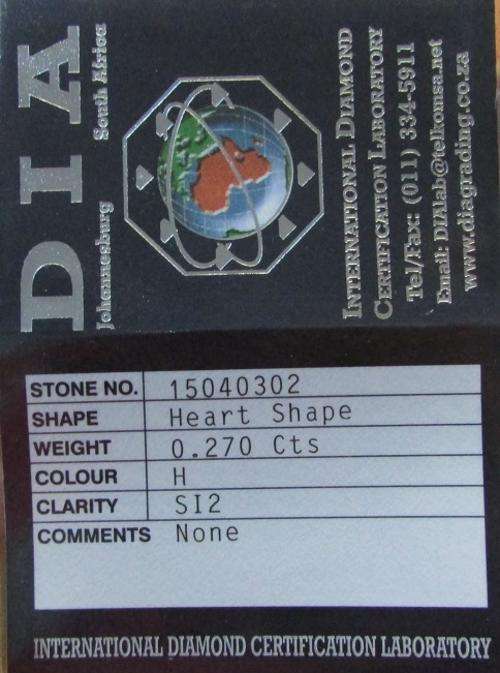 DIA
Johannesburg South Africa
INTERNATIONAL DIAMOND
CERTIFICATION LABORATORY
Tel/Fax: (011) 334-5911
Email: DIAlab@telkomsa.net
www.diagrading.co.za
STONE NO. 15040302
SHAPE Heart Shape
WEIGHT 0.270 Cts
COLOUR H
CLARITY SI2
COMMENTS None
INTERNATIONAL DIAMOND CERTIFICATION LABORATORY